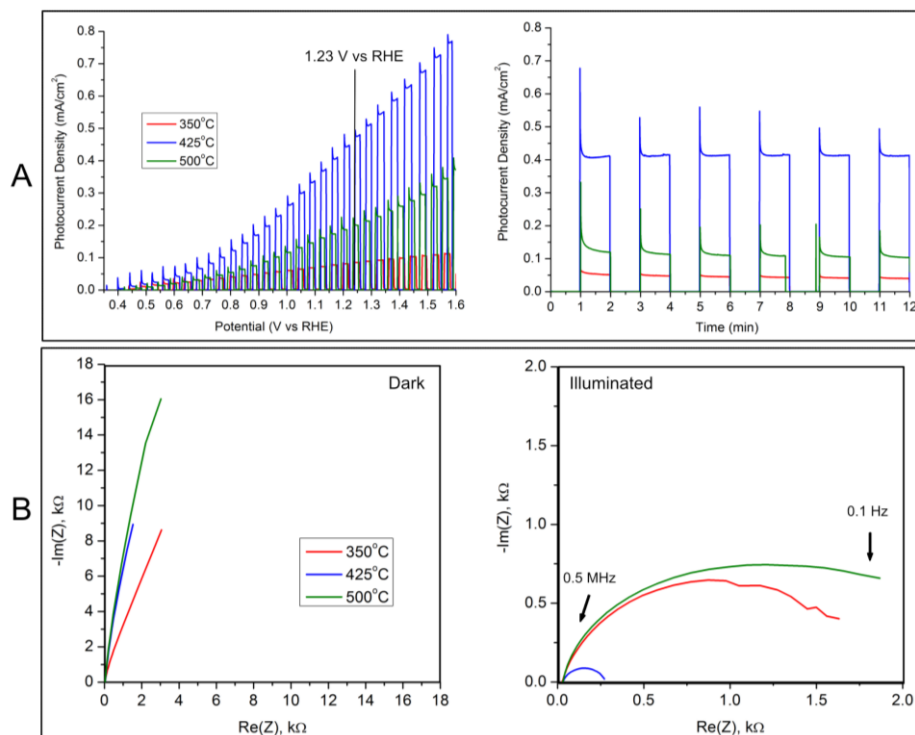 A
Photocurrent Density (mA/cm²)
0.8
0.7
0.6
0.5
0.4
0.3
0.2
0.1
0.0
1.23 V vs RHE
350°C
425°C
500°C
0.4 0.5 0.6 0.7 0.8 0.9 1.0 1.1 1.2 1.3 1.4 1.5 1.6
Potential (V vs RHE)
Photocurrent Density (mA/cm²)
0.8
0.7
0.6
0.5
0.4
0.3
0.2
0.1
0.0
0 1 2 3 4 5 6 7 8 9 10 11 12
Time (min)
B
-Im(Z), kΩ
18
16
14
12
10
8
6
4
2
0
Dark
350°C
425°C
500°C
0 2 4 6 8 10 12 14 16 18
Re(Z), kΩ
-Im(Z), kΩ
2.0
1.5
1.0
0.5
0.0
Illuminated
0.1 Hz
0.5 MHz
0.0 0.5 1.0 1.5 2.0
Re(Z), kΩ